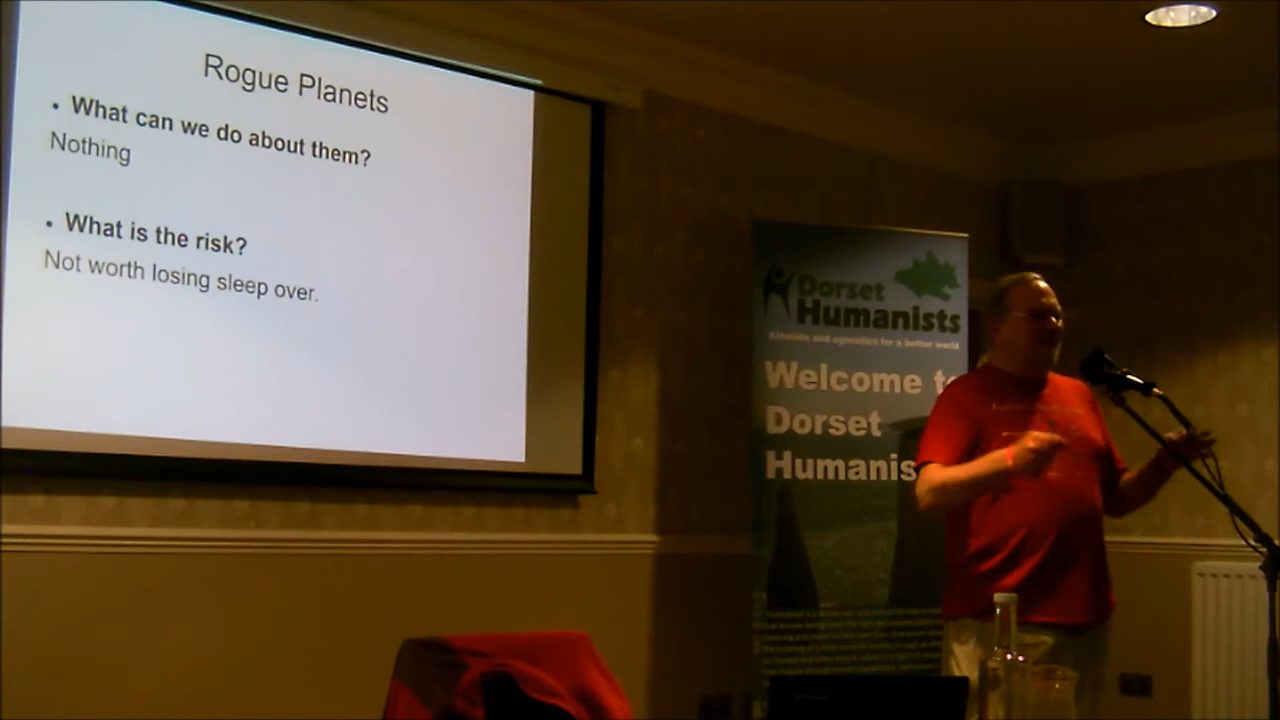 Rogue Planets
• What can we do about them?
Nothing
• What is the risk?
Not worth losing sleep over.
Dorset
Humanists
Atheists and agnostics for a better world
Welcome to
Dorset
Humanis